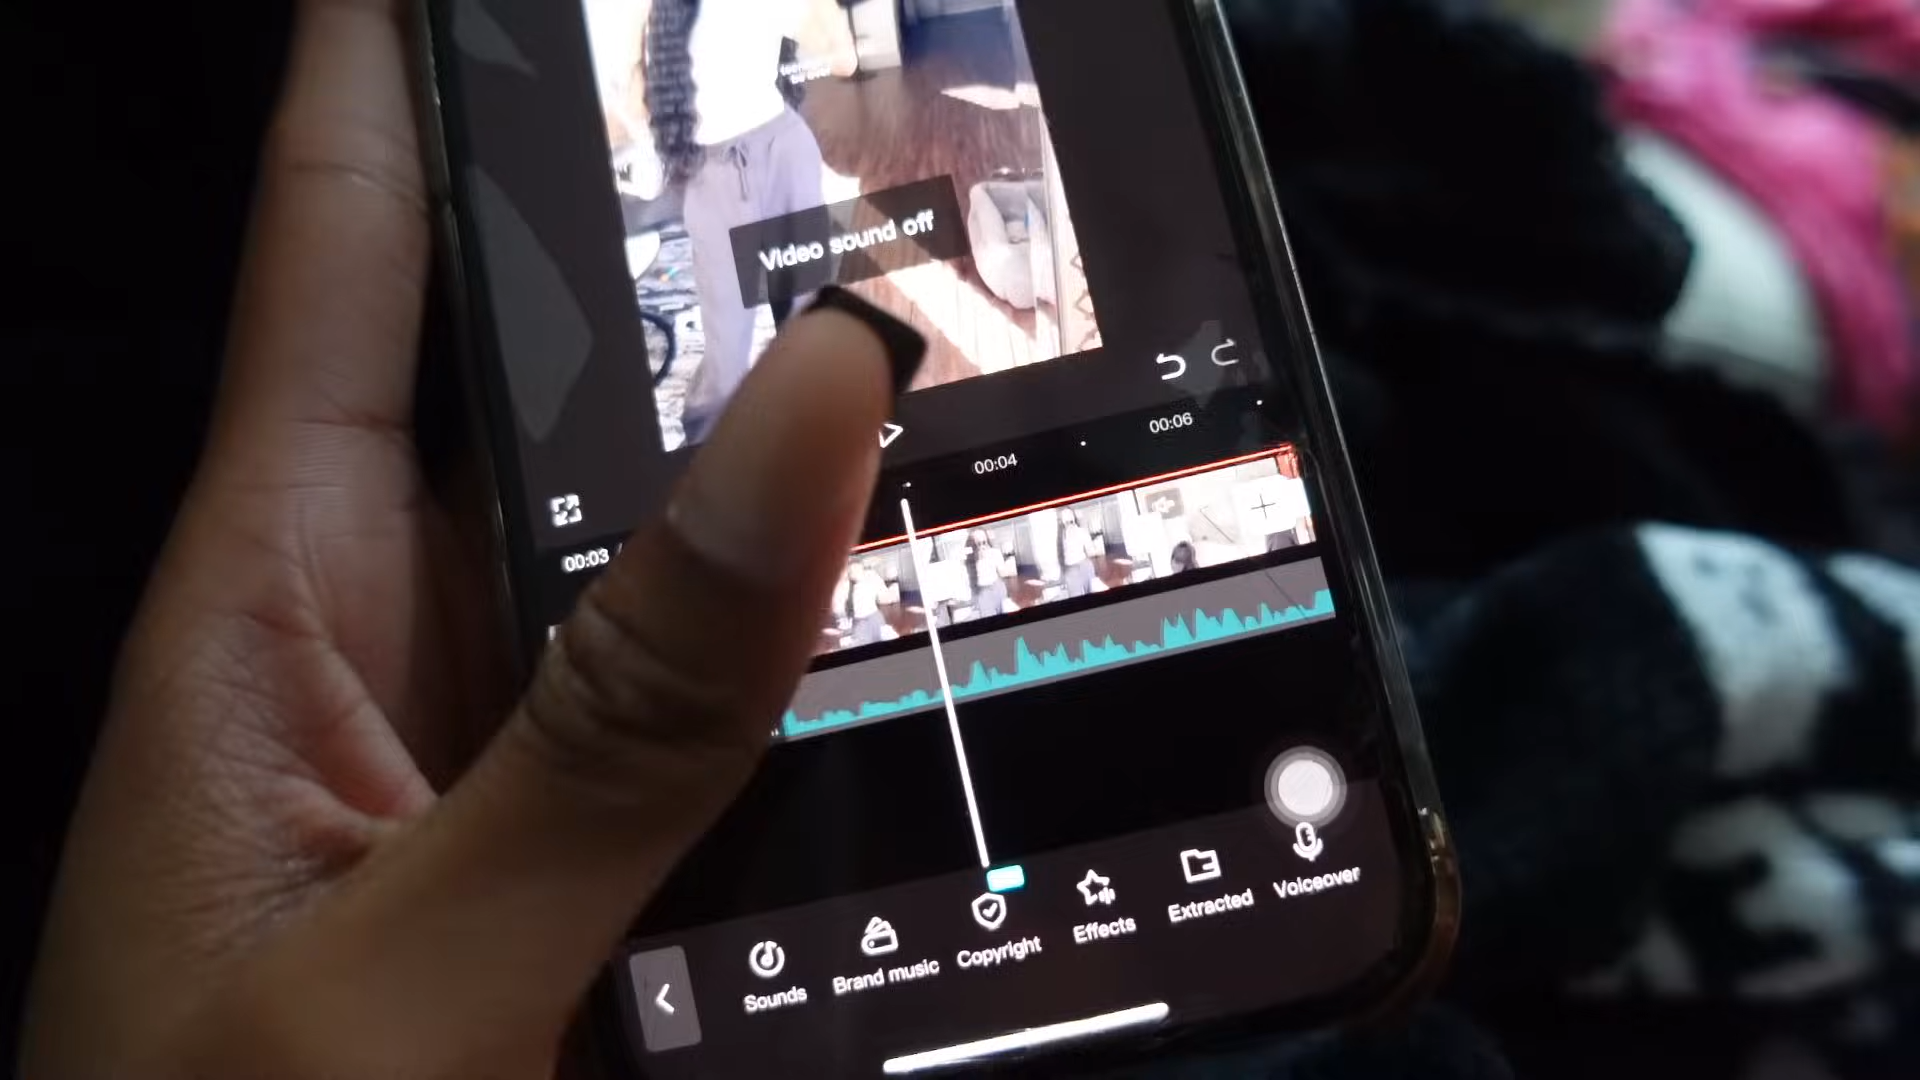 Video sound off
00:03
00:04
00:06
Sounds
Brand music
Copyright
Effects
Extracted
Voiceover